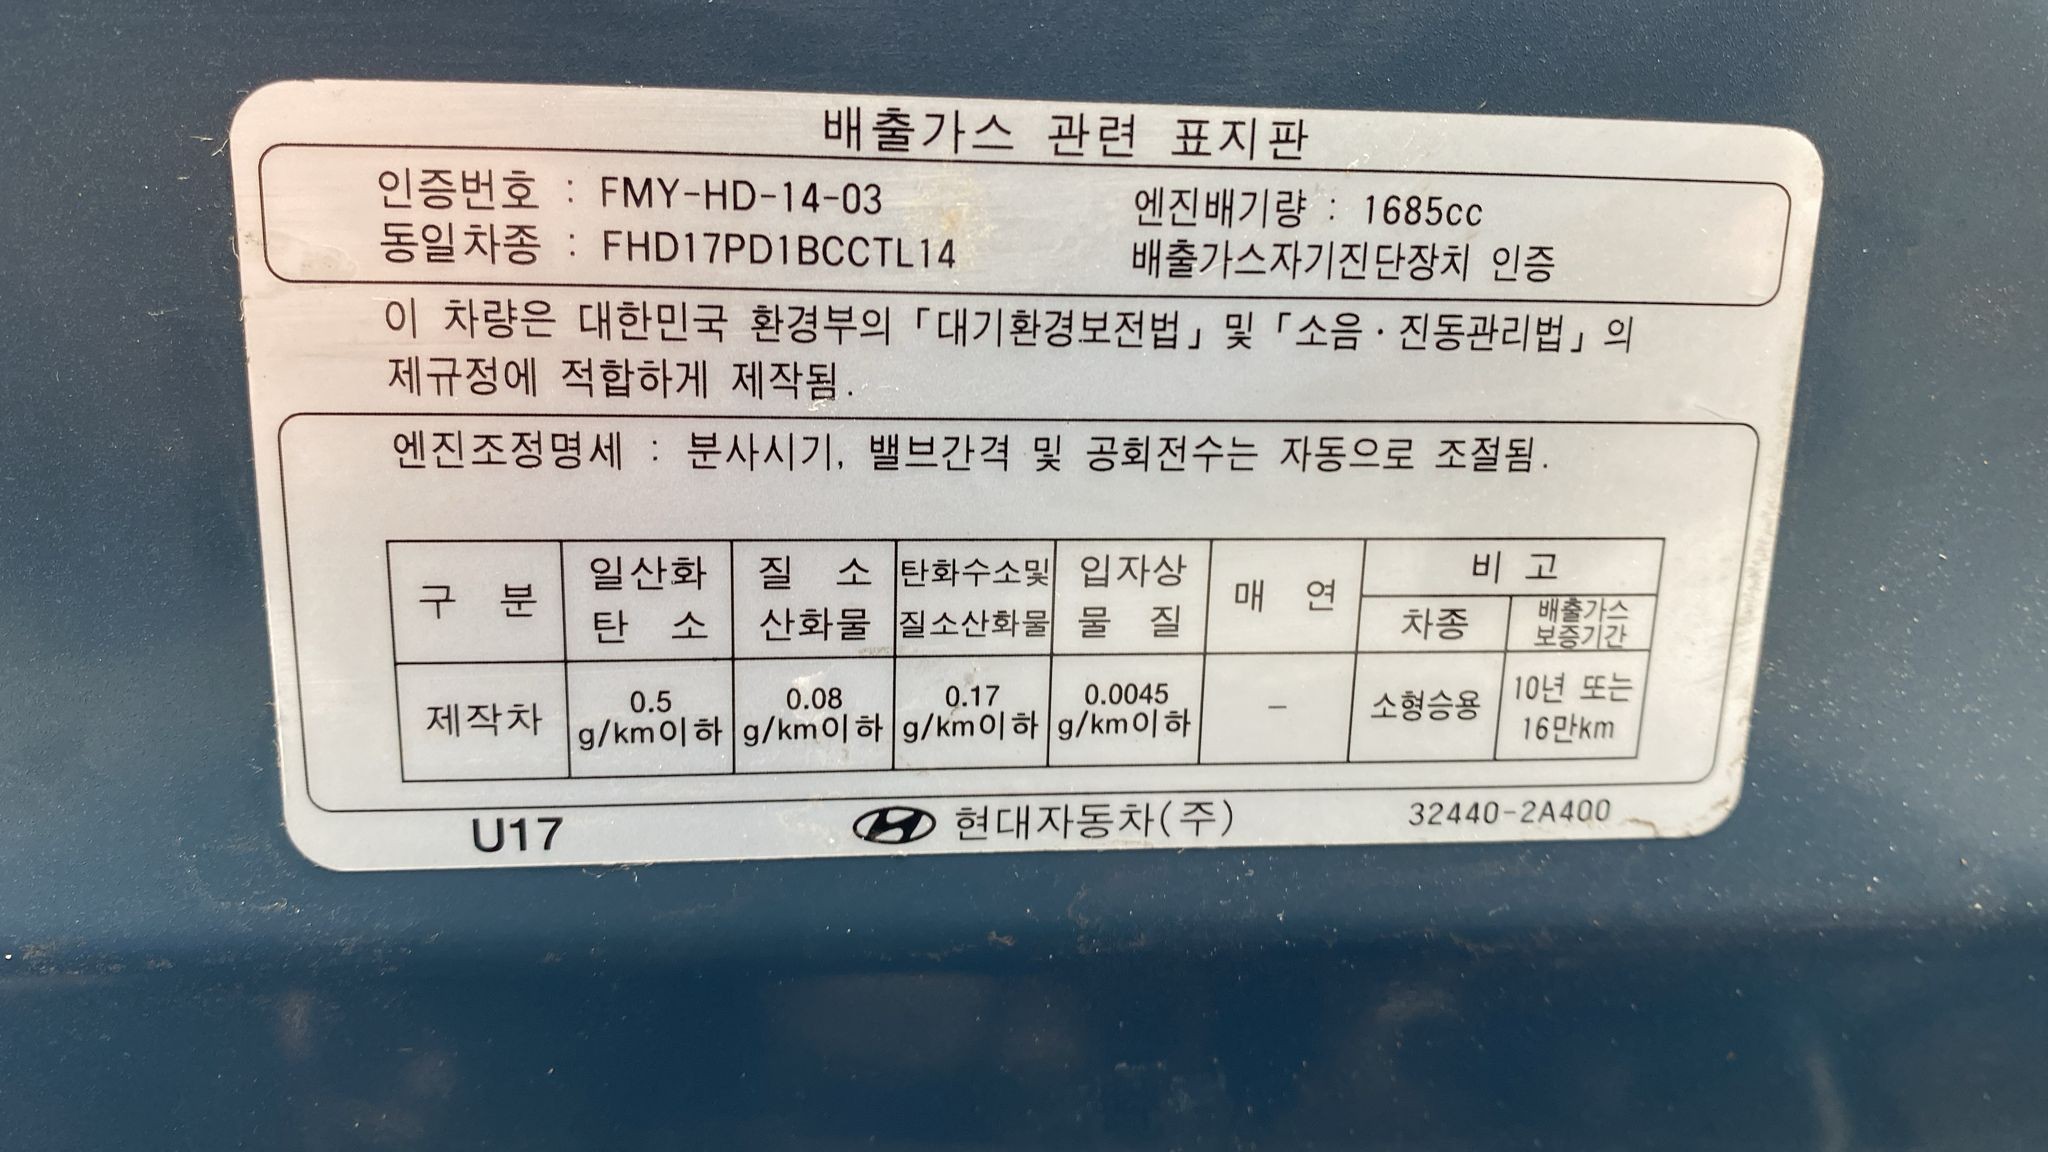 배출가스 관련 표지판
인증번호 : FMY-HD-14-03
엔진배기량 : 1685cc
동일차종 : FHD17PD1BCCTL14
배출가스자기진단장치 인증
이 차량은 대한민국 환경부의 「대기환경보전법」 및 「소음·진동관리법」의
제규정에 적합하게 제작됨.
엔진조정명세 : 분사시기, 밸브간격 및 공회전수는 자동으로 조절됨.
구 분
일산화
탄 소
질 소
산화물
탄화수소및
질소산화물
입자상
물 질
매 연
비 고
차종
배출가스
보증기간
제작차
0.5
g/km이하
0.08
g/km이하
0.17
g/km이하
0.0045
g/km이하
-
소형승용
10년 또는
16만km
U17
현대자동차(주)
32440-2A400